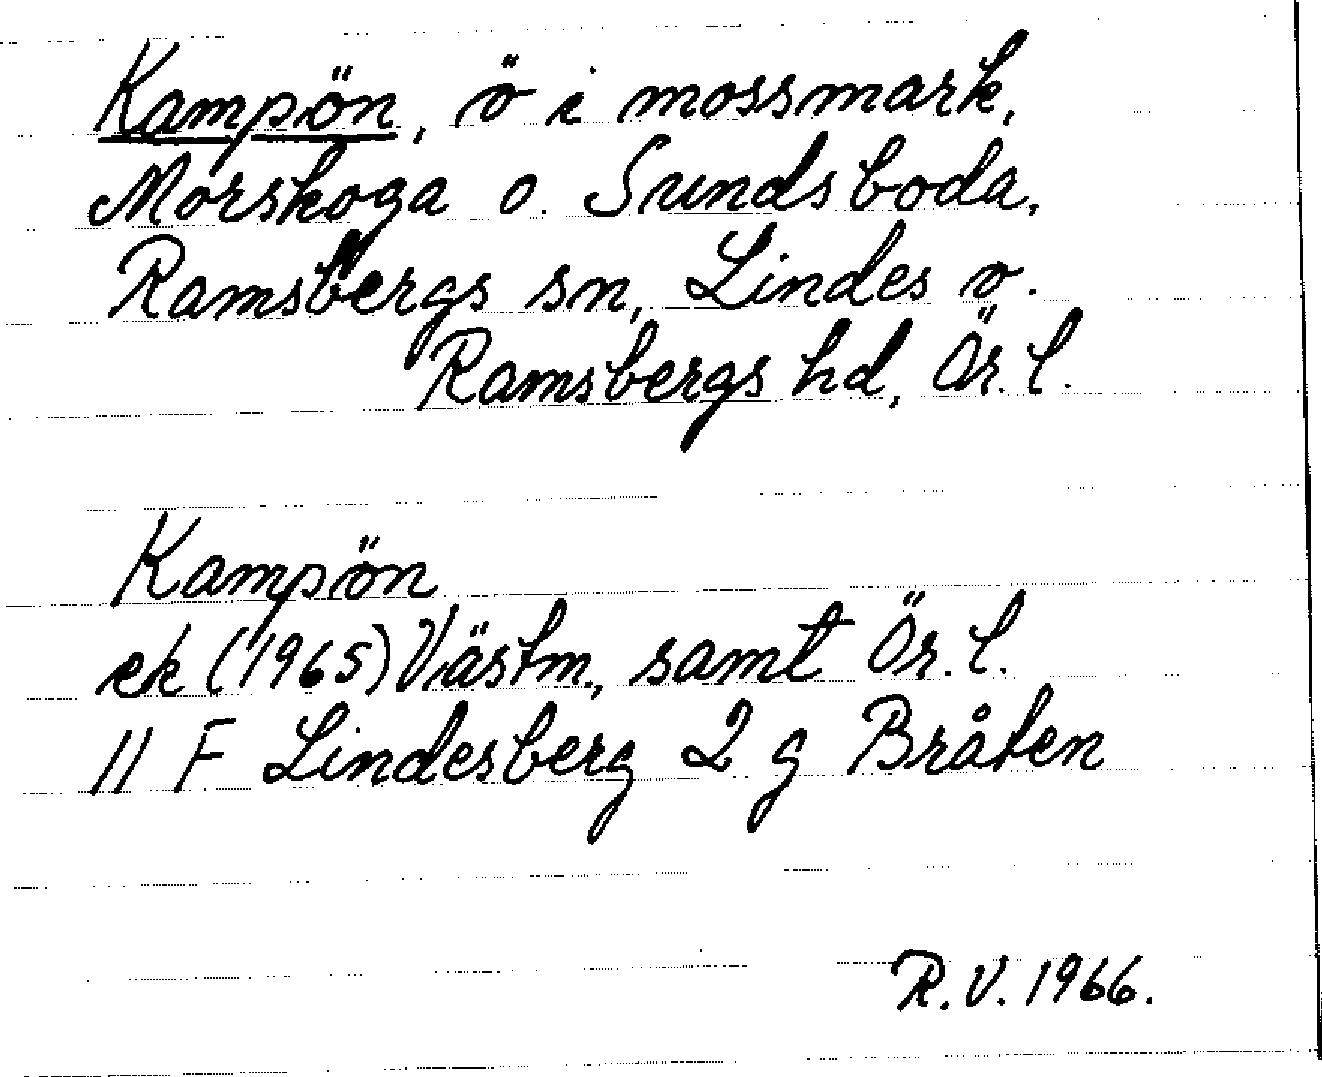 Kampön, ö i mossmark,
Morskoga o. Sundsboda,
Ramsbergs sn, Lindes o.
Ramsbergs hd, Ör. l.
Kampön
ek (1965) Västm., samt Ör. l.
11 F Lindesberg 2 g Bråten
R. V. 1966.